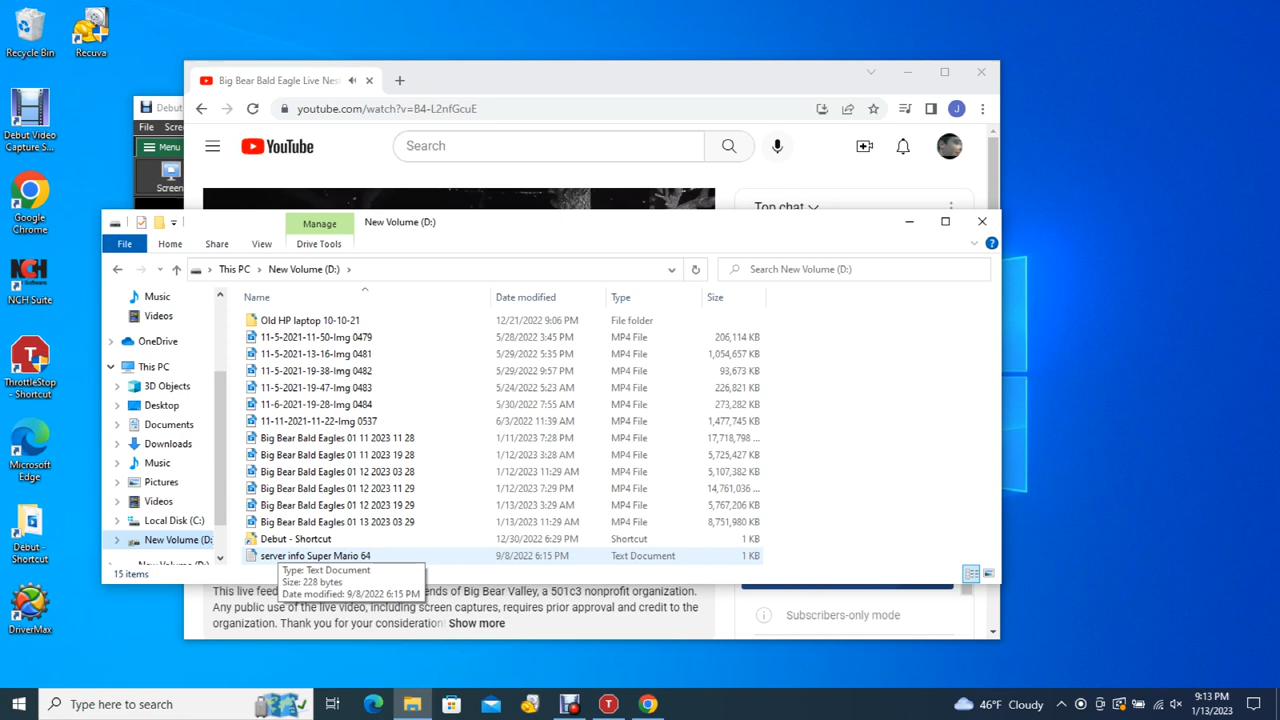 Recycle Bin
Recuva
Debut Video
Capture S...
Google
Chrome
NCH Suite
ThrottleStop
- Shortcut
Microsoft
Edge
Debut -
Shortcut
DriverMax
Big Bear Bald Eagle Live Nes
youtube.com/watch?v=B4-L2nfGcuE
J
Debut
File Scree
Menu
Screen
YouTube
Search
Top chat
Manage
New Volume (D:)
File Home Share View Drive Tools
This PC > New Volume (D:) >
Search New Volume (D:)
Music
Videos
OneDrive
This PC
3D Objects
Desktop
Documents
Downloads
Music
Pictures
Videos
Local Disk (C:)
New Volume (D:
Name Date modified Type Size
Old HP laptop 10-10-21 12/21/2022 9:06 PM File folder
11-5-2021-11-50-Img 0479 5/28/2022 3:45 PM MP4 File 206,114 KB
11-5-2021-13-16-Img 0481 5/29/2022 5:35 PM MP4 File 1,054,657 KB
11-5-2021-19-38-Img 0482 5/29/2022 9:57 PM MP4 File 93,673 KB
11-5-2021-19-47-Img 0483 5/24/2022 5:23 AM MP4 File 226,821 KB
11-6-2021-19-28-Img 0484 5/30/2022 7:55 AM MP4 File 273,282 KB
11-11-2021-11-22-Img 0537 6/3/2022 11:39 AM MP4 File 1,477,745 KB
Big Bear Bald Eagles 01 11 2023 11 28 1/11/2023 7:28 PM MP4 File 17,718,798 ...
Big Bear Bald Eagles 01 11 2023 19 28 1/12/2023 3:28 AM MP4 File 5,725,427 KB
Big Bear Bald Eagles 01 12 2023 03 28 1/12/2023 11:29 AM MP4 File 5,107,382 KB
Big Bear Bald Eagles 01 12 2023 11 29 1/12/2023 7:29 PM MP4 File 14,761,036 ...
Big Bear Bald Eagles 01 12 2023 19 29 1/13/2023 3:29 AM MP4 File 5,767,206 KB
Big Bear Bald Eagles 01 13 2023 03 29 1/13/2023 11:29 AM MP4 File 8,751,980 KB
Debut - Shortcut 12/30/2022 6:29 PM Shortcut 1 KB
server info Super Mario 64 9/8/2022 6:15 PM Text Document 1 KB
Type: Text Document
Size: 228 bytes
Date modified: 9/8/2022 6:15 PM
15 items
This live feed ends of Big Bear Valley, a 501c3 nonprofit organization.
Any public use of the live video, including screen captures, requires prior approval and credit to the
organization. Thank you for your consideration! Show more
Subscribers-only mode
Type here to search
T
46°F Cloudy
9:13 PM
1/13/2023